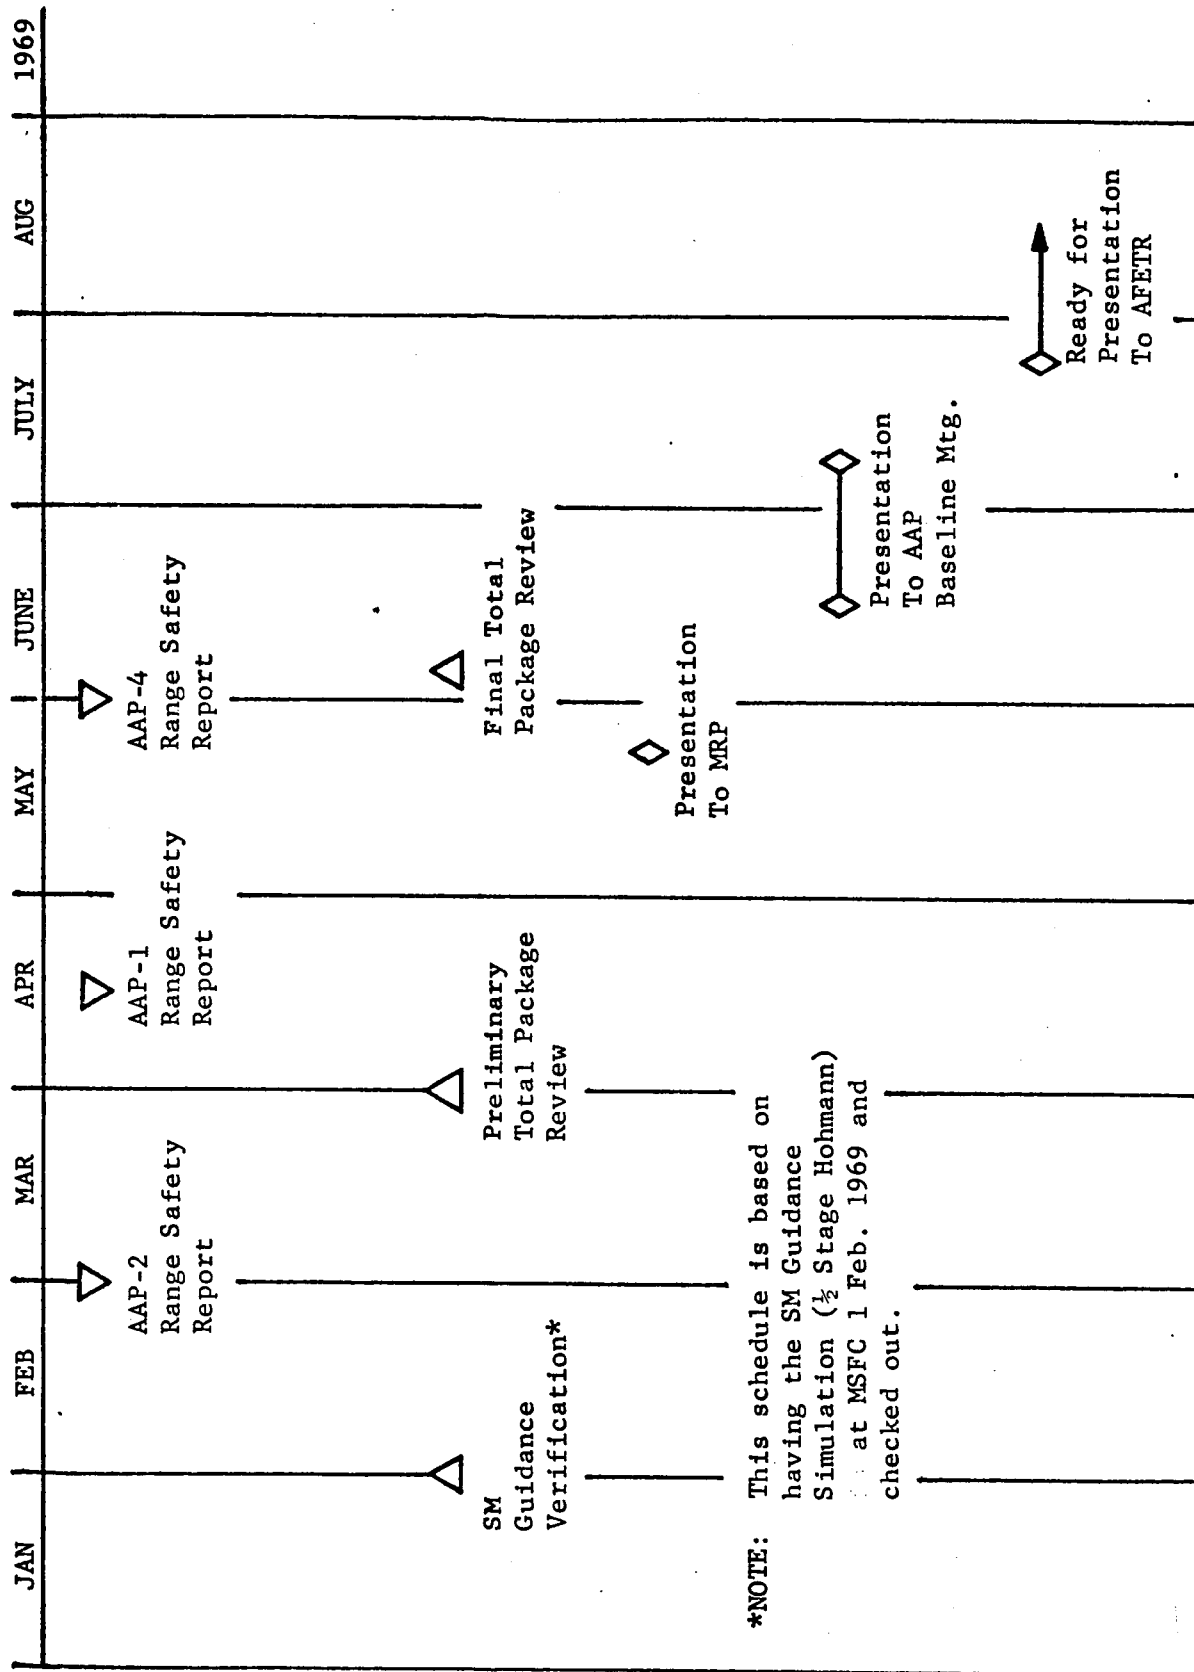 JAN FEB MAR APR MAY JUNE JULY AUG 1969
AAP-2
Range Safety
Report
AAP-1
Range Safety
Report
AAP-4
Range Safety
Report
SM
Guidance
Verification*
Preliminary
Total Package
Review
Final Total
Package Review
Presentation
To MRP
*NOTE: This schedule is based on
having the SM Guidance
Simulation (½ Stage Hohmann)
at MSFC 1 Feb. 1969 and
checked out.
Presentation
To AAP
Baseline Mtg.
Ready for
Presentation
To AFETR